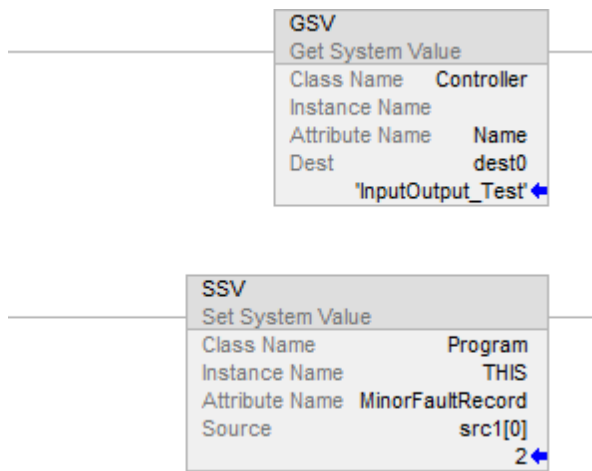 GSV
Get System Value
Class Name Controller
Instance Name
Attribute Name Name
Dest dest0
'InputOutput_Test'
SSV
Set System Value
Class Name Program
Instance Name THIS
Attribute Name MinorFaultRecord
Source src1[0]
2